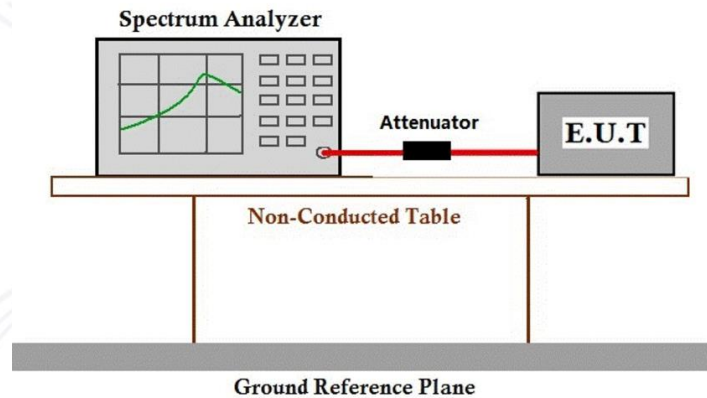 Spectrum Analyzer
Attenuator
E.U.T
Non-Conducted Table
Ground Reference Plane